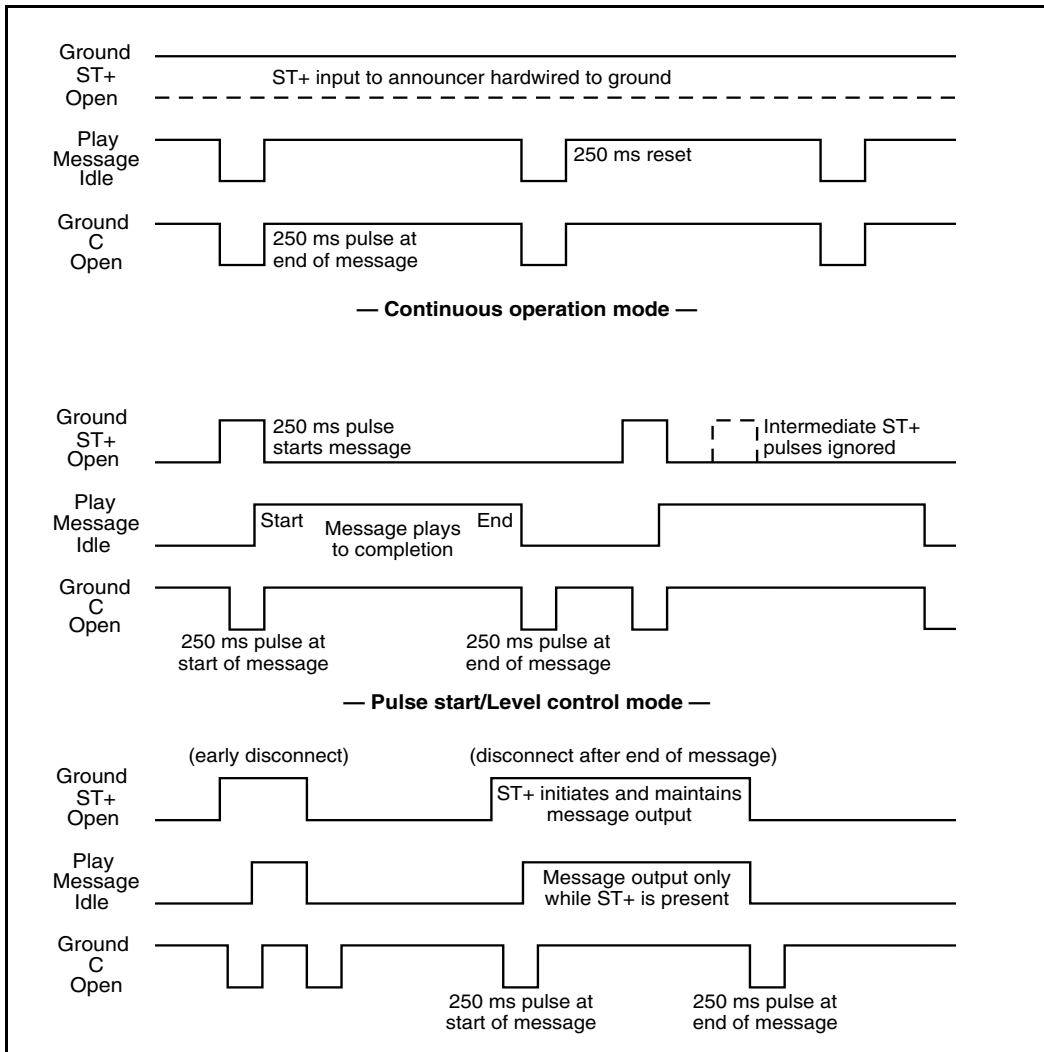 Ground
ST+
Open
ST+ input to announcer hardwired to ground
Play
Message
Idle
250 ms reset
Ground
C
Open
250 ms pulse at
end of message
— Continuous operation mode —
Ground
ST+
Open
250 ms pulse
starts message
Intermediate ST+
pulses ignored
Play
Message
Idle
Start
Message plays
to completion
End
Ground
C
Open
250 ms pulse at
start of message
250 ms pulse at
end of message
— Pulse start/Level control mode —
(early disconnect)
(disconnect after end of message)
Ground
ST+
Open
ST+ initiates and maintains
message output
Play
Message
Idle
Message output only
while ST+ is present
Ground
C
Open
250 ms pulse at
start of message
250 ms pulse at
end of message